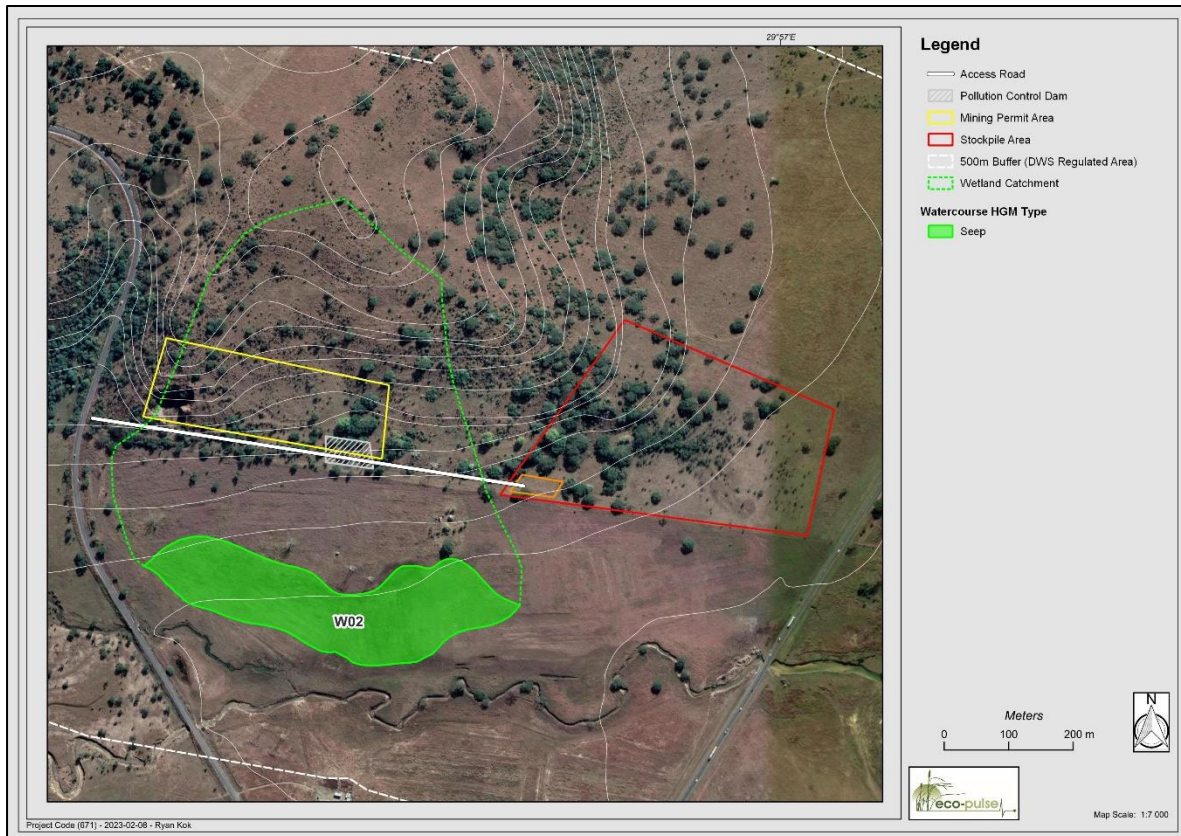 29°57'E
Legend
Access Road
Pollution Control Dam
Mining Permit Area
Stockpile Area
500m Buffer (DWS Regulated Area)
Wetland Catchment
Watercourse HGM Type
Seep
W02
Meters
0 100 200 m
N
eco-pulse
Project Code (671) - 2023-02-08 - Ryan Kok
Map Scale: 1:7 000